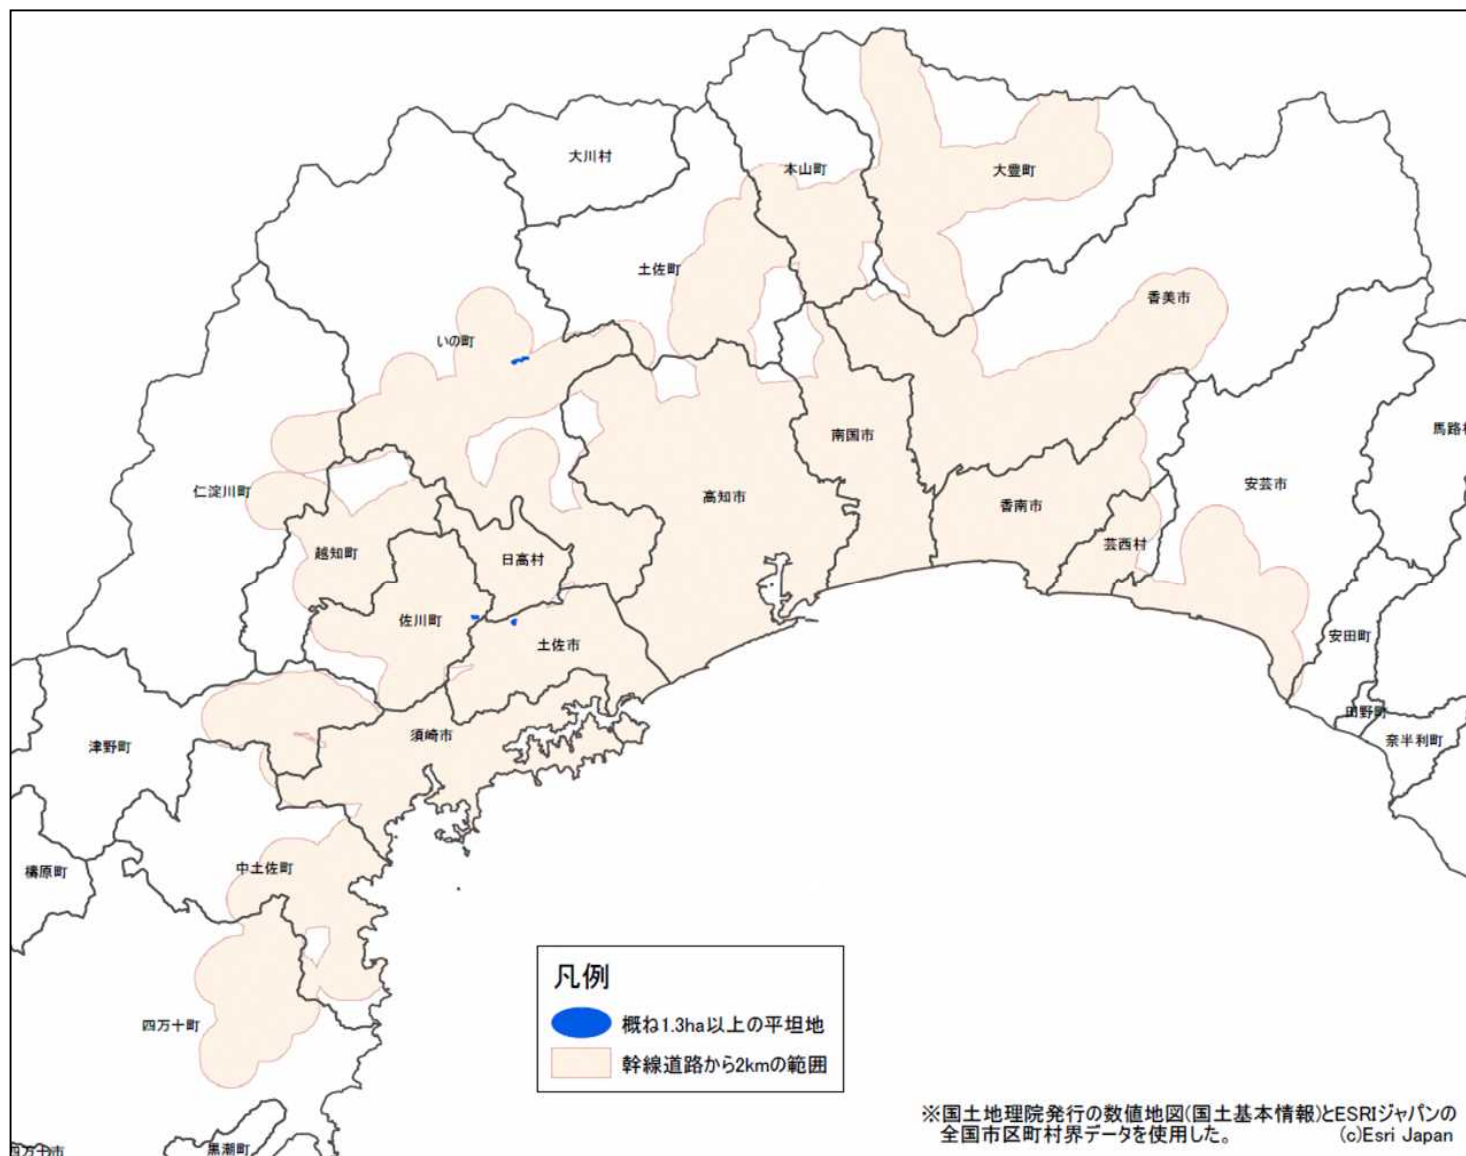 大川村
本山町
大豊町
土佐町
香美市
いの町
馬路村
南国市
安芸市
仁淀川町
高知市
香南市
芸西村
越知町
日高村
佐川町
安田町
土佐市
田野町
須崎市
奈半利町
津野町
中土佐町
梼原町
凡例
概ね1.3ha以上の平坦地
四万十町
幹線道路から2kmの範囲
※国土地理院発行の数値地図(国土基本情報)とESRIジャパンの
全国市区町村界データを使用した。 (c)Esri Japan
四万十市
黒潮町